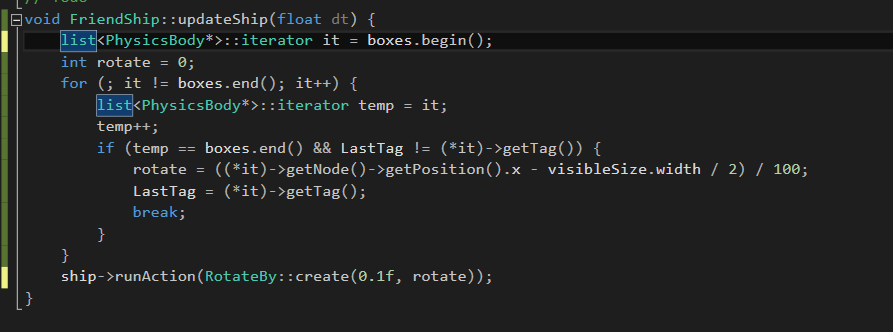 void FriendShip::updateShip(float dt) {
    list<PhysicsBody*>::iterator it = boxes.begin();
    int rotate = 0;
    for (; it != boxes.end(); it++) {
        list<PhysicsBody*>::iterator temp = it;
        temp++;
        if (temp == boxes.end() && LastTag != (*it)->getTag()) {
            rotate = ((*it)->getNode()->getPosition().x - visibleSize.width / 2) / 100;
            LastTag = (*it)->getTag();
            break;
        }
    }
    ship->runAction(RotateBy::create(0.1f, rotate));
}